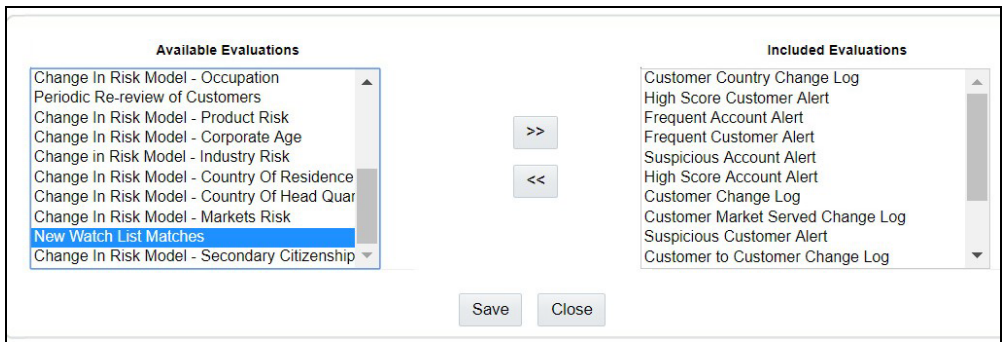 Available Evaluations
Change In Risk Model - Occupation
Periodic Re-review of Customers
Change In Risk Model - Product Risk
Change In Risk Model - Corporate Age
Change in Risk Model - Industry Risk
Change In Risk Model - Country Of Residence
Change In Risk Model - Country Of Head Quar
Change In Risk Model - Markets Risk
New Watch List Matches
Change In Risk Model - Secondary Citizenship
>>
<<
Included Evaluations
Customer Country Change Log
High Score Customer Alert
Frequent Account Alert
Frequent Customer Alert
Suspicious Account Alert
High Score Account Alert
Customer Change Log
Customer Market Served Change Log
Suspicious Customer Alert
Customer to Customer Change Log
Save Close